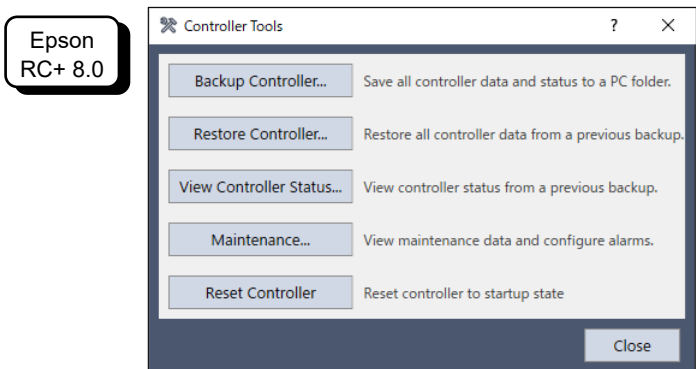 Epson
RC+ 8.0
Controller Tools
?
Backup Controller...
Save all controller data and status to a PC folder.
Restore Controller...
Restore all controller data from a previous backup.
View Controller Status...
View controller status from a previous backup.
Maintenance...
View maintenance data and configure alarms.
Reset Controller
Reset controller to startup state
Close